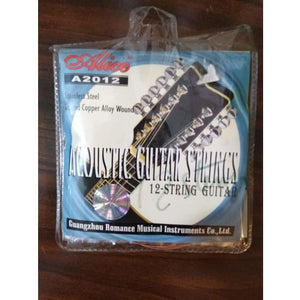 Alice
A2012
Stainless Steel
Copper Alloy Wound
ACOUSTIC GUITAR STRINGS
12-STRING GUITAR
Guangzhou Romance Musical Instruments Co., Ltd.